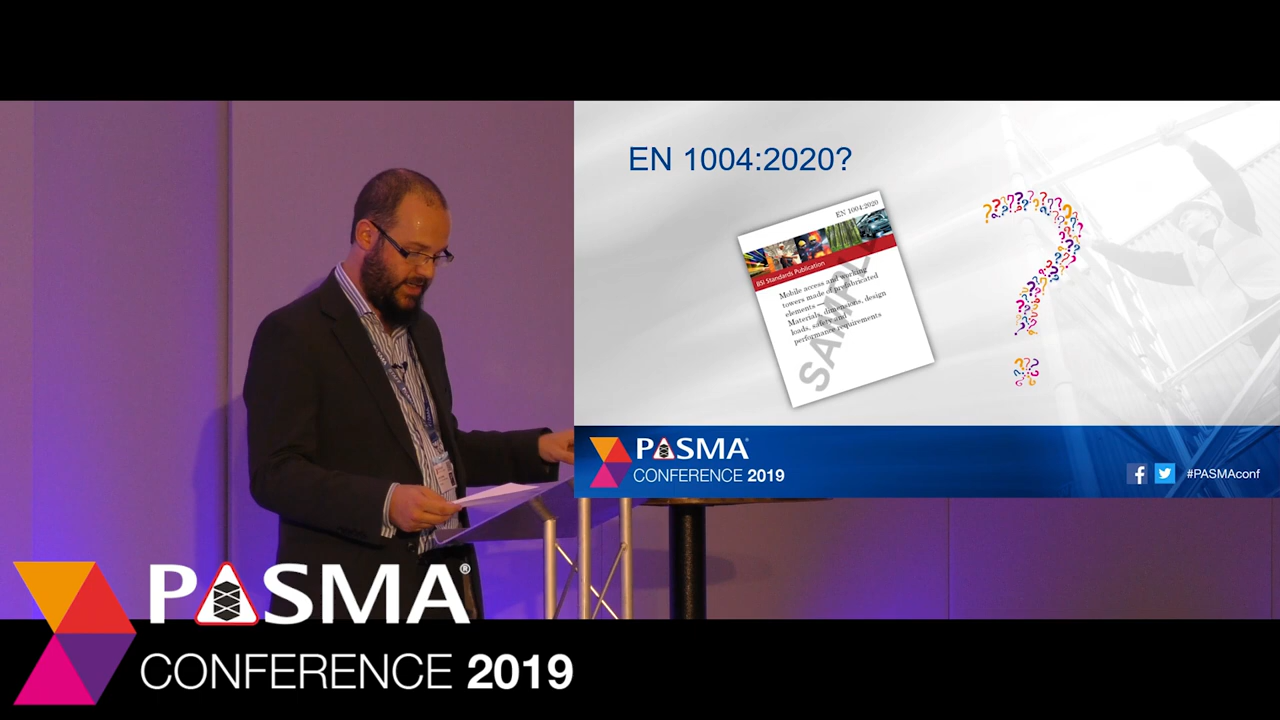 EN 1004:2020?
EN 1004:2020
BSI Standards Publication
Mobile access and working
towers made of prefabricated
elements —
Materials, dimensions, design
loads, safety and
performance requirements
SAMPLE
PASMA®
CONFERENCE 2019
#PASMAconf
PASMA®
CONFERENCE 2019